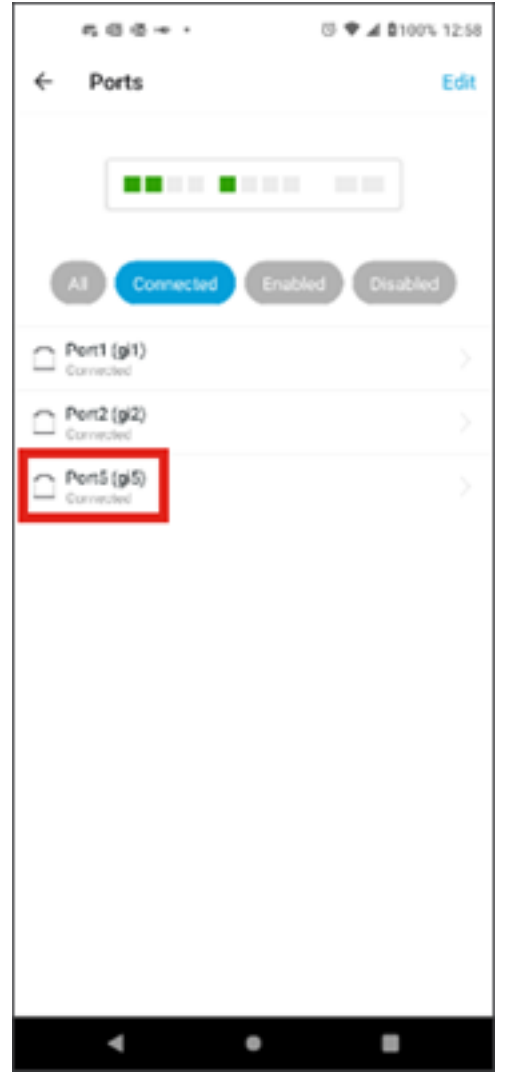 100% 12:58
Ports Edit
All Connected Enabled Disabled
Port1 (gi1)
Connected
Port2 (gi2)
Connected
Port5 (gi5)
Connected